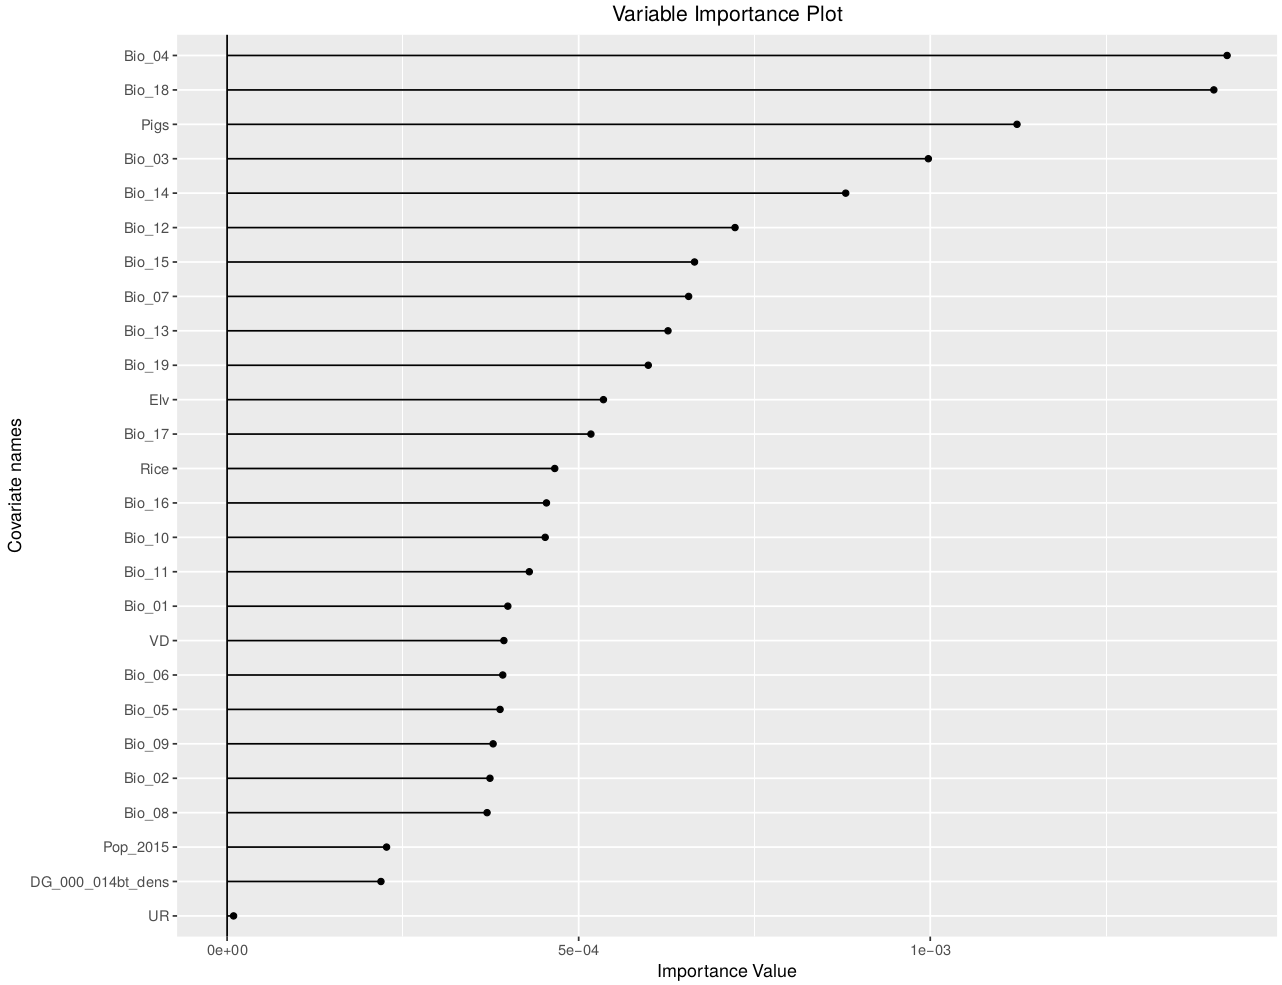 Variable Importance Plot
Bio_04
Bio_18
Pigs
Bio_03
Bio_14
Bio_12
Bio_15
Bio_07
Bio_13
Bio_19
Elv
Bio_17
Rice
Bio_16
Bio_10
Bio_11
Bio_01
VD
Bio_06
Bio_05
Bio_09
Bio_02
Bio_08
Pop_2015
DG_000_014bt_dens
UR
Covariate names
0e+00 5e−04 1e−03
Importance Value